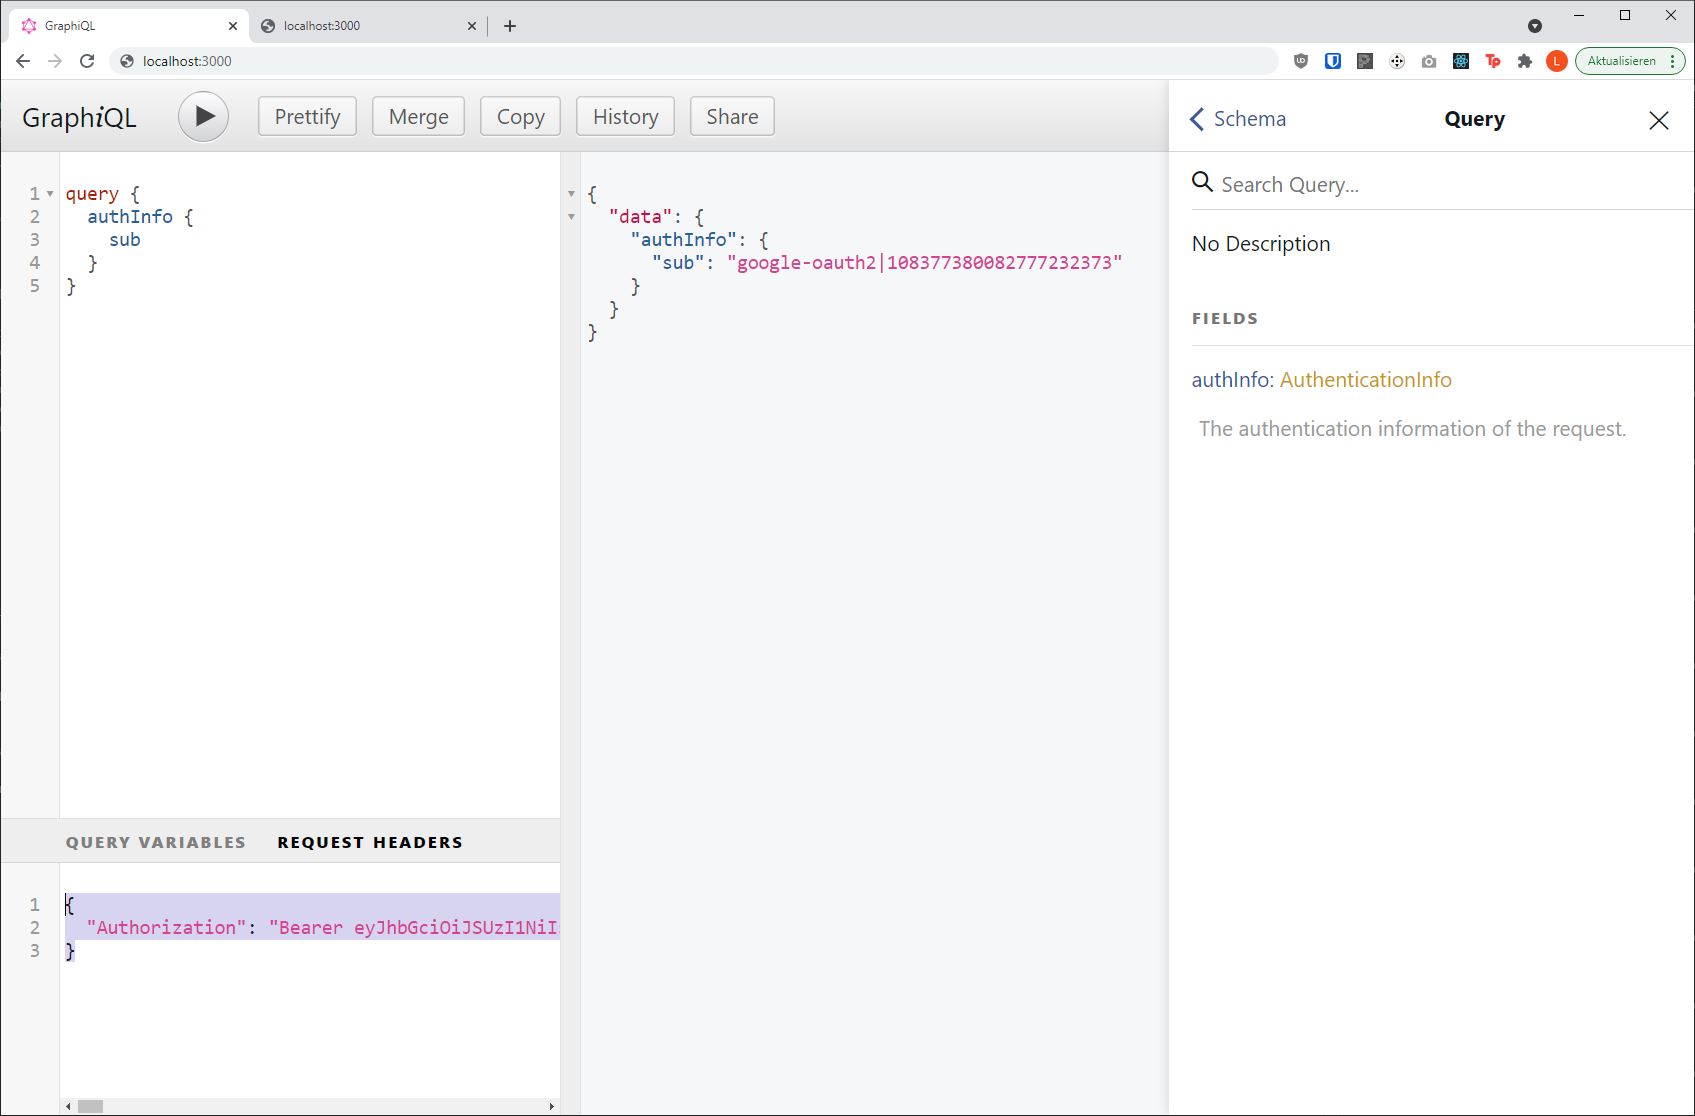 GraphiQL
localhost:3000
localhost:3000
L
Aktualisieren
GraphiQL
Prettify
Merge
Copy
History
Share
Schema
Query
1 query {
2 authInfo {
3 sub
4 }
5 }
QUERY VARIABLES
REQUEST HEADERS
1 {
2 "Authorization": "Bearer eyJhbGciOiJSUzI1NiI
3 }
{
"data": {
"authInfo": {
"sub": "google-oauth2|108377380082777232373"
}
}
}
Search Query...
No Description
FIELDS
authInfo: AuthenticationInfo
The authentication information of the request.